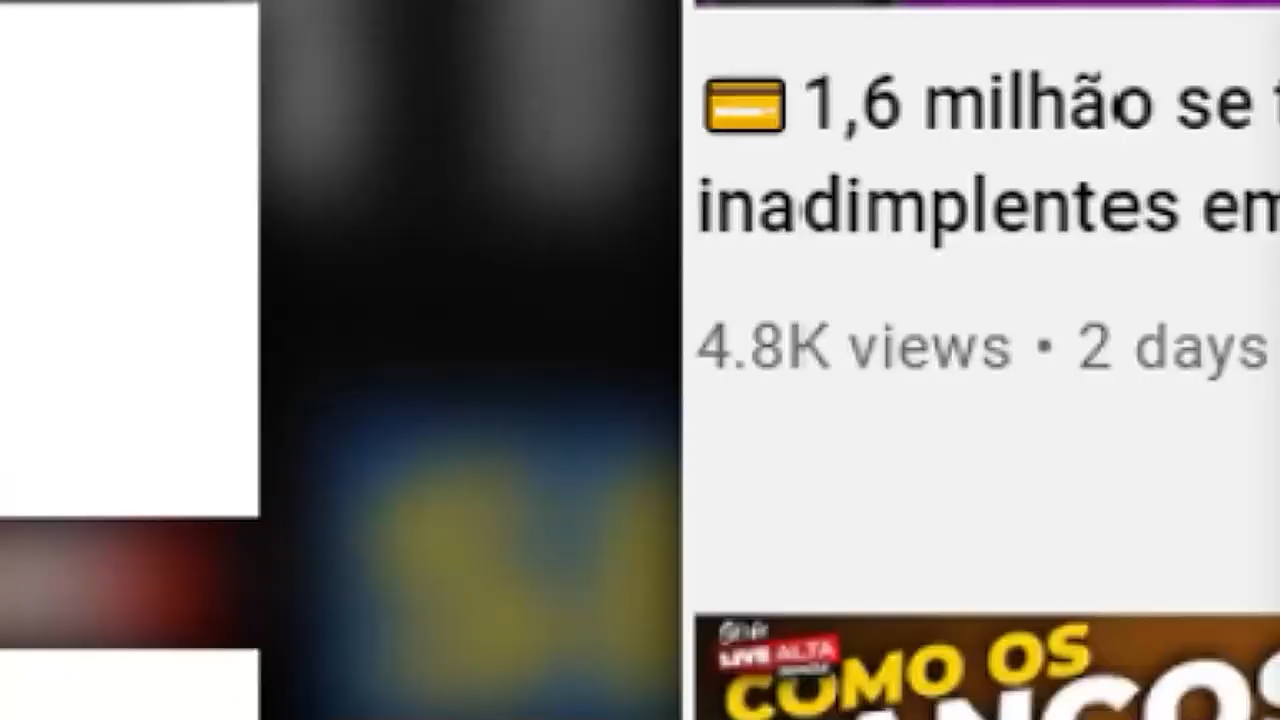 1,6 milhão se
inadimplentes em
4.8K views • 2 days
LIVE ALTA
COMO OS